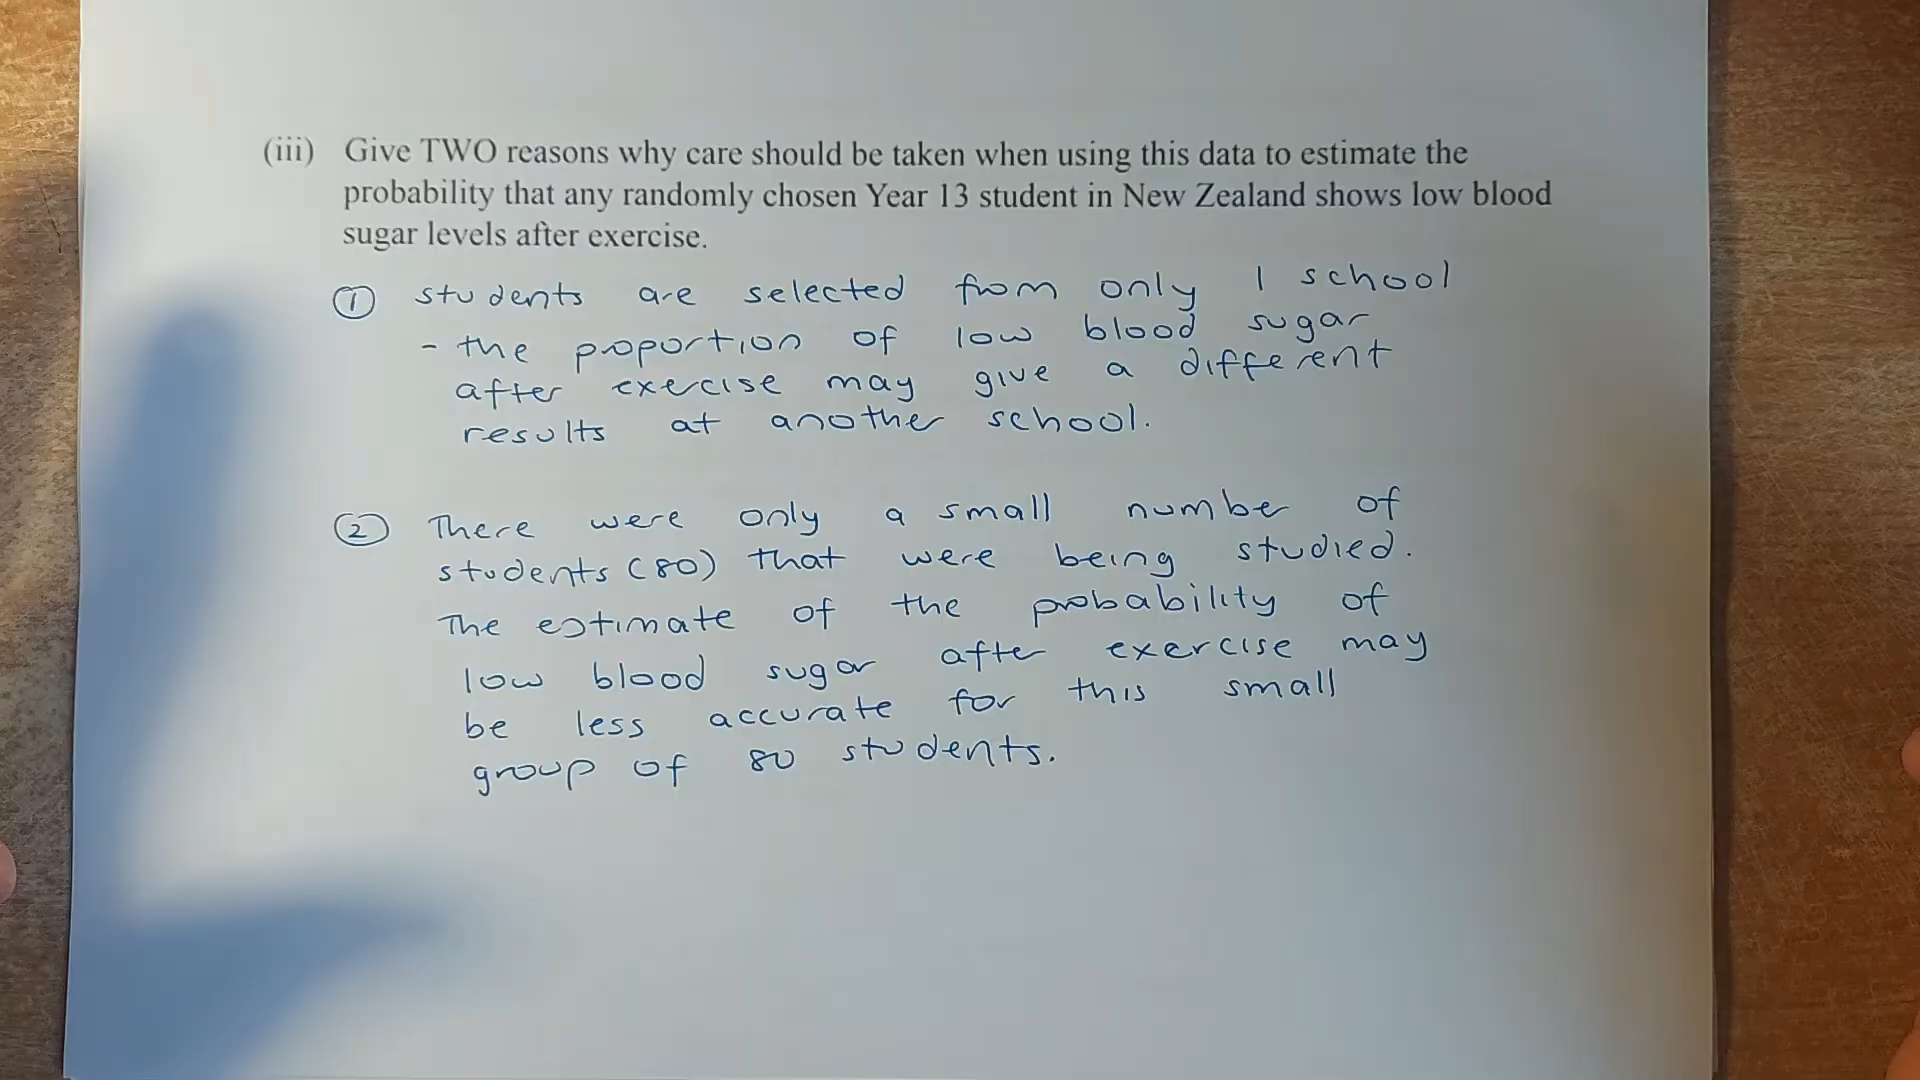 (iii) Give TWO reasons why care should be taken when using this data to estimate the
probability that any randomly chosen Year 13 student in New Zealand shows low blood
sugar levels after exercise.
① students are selected from only 1 school
- the proportion of low blood sugar
after exercise may give a different
results at another school.
② There were only a small number of
students (80) that were being studied.
The estimate of the probability of
low blood sugar after exercise may
be less accurate for this small
group of 80 students.